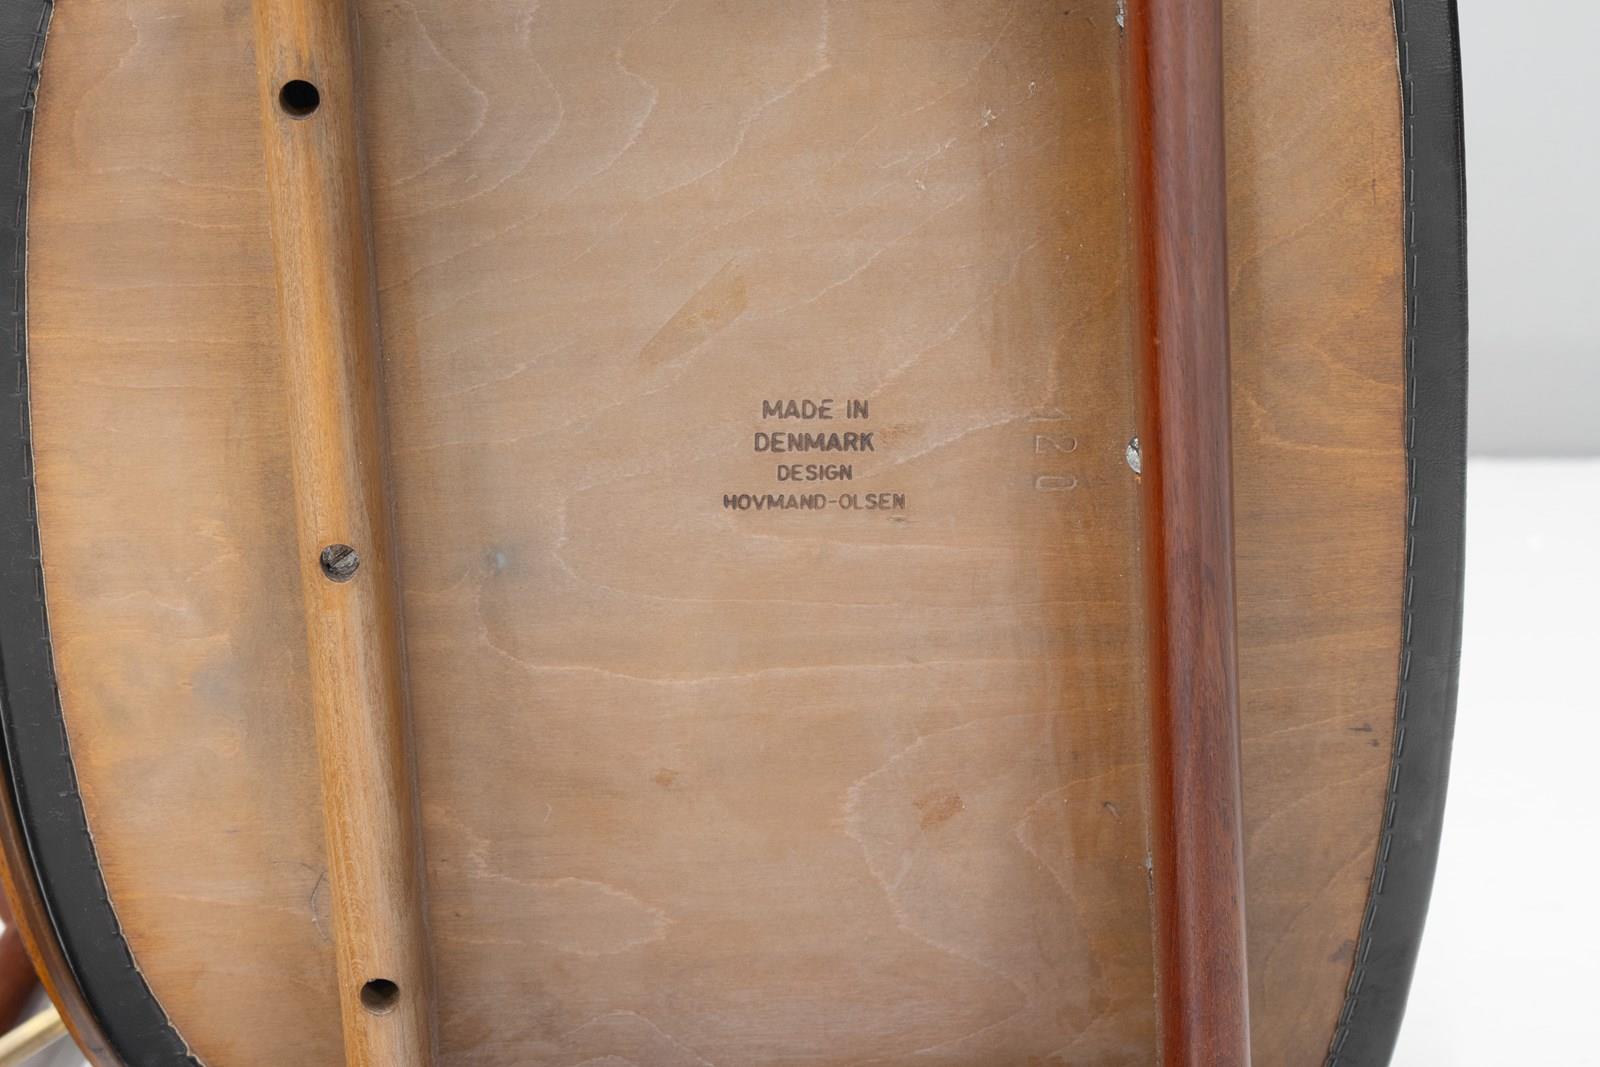 MADE IN
DENMARK
DESIGN
HOVMAND-OLSEN
120